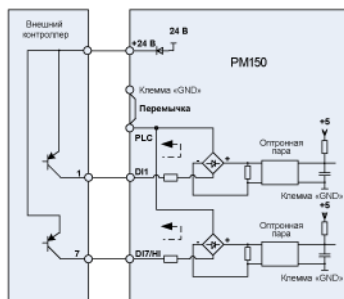 Внешний
контроллер
24 В
+24 В
PM150
Клемма «GND»
Перемычка
PLC
+5
Оптронная
пара
1
DI1
- +
Клемма «GND»
+5
Оптронная
пара
7
DI7/HI
- +
Клемма «GND»